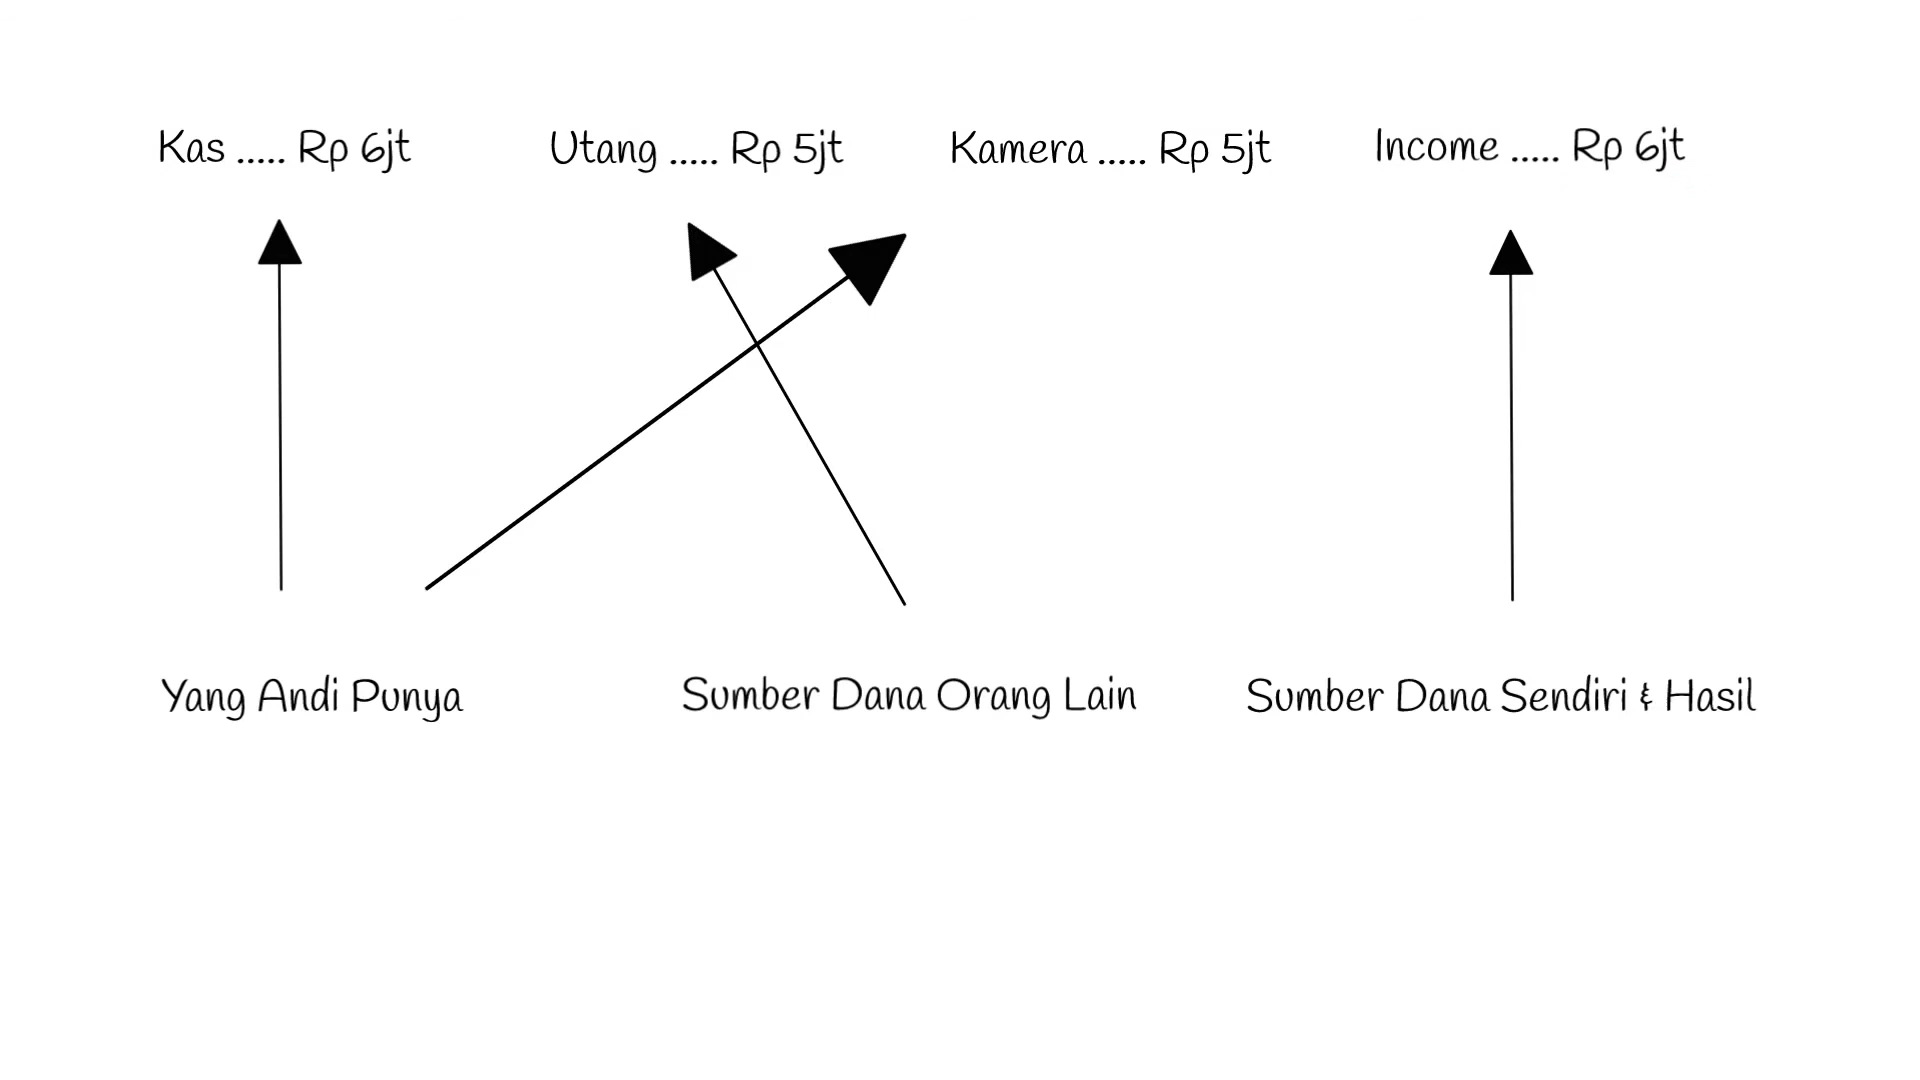 Kas ..... Rp 6jt
Utang ..... Rp 5jt
Kamera ..... Rp 5jt
Income ..... Rp 6jt
Yang Andi Punya
Sumber Dana Orang Lain
Sumber Dana Sendiri & Hasil